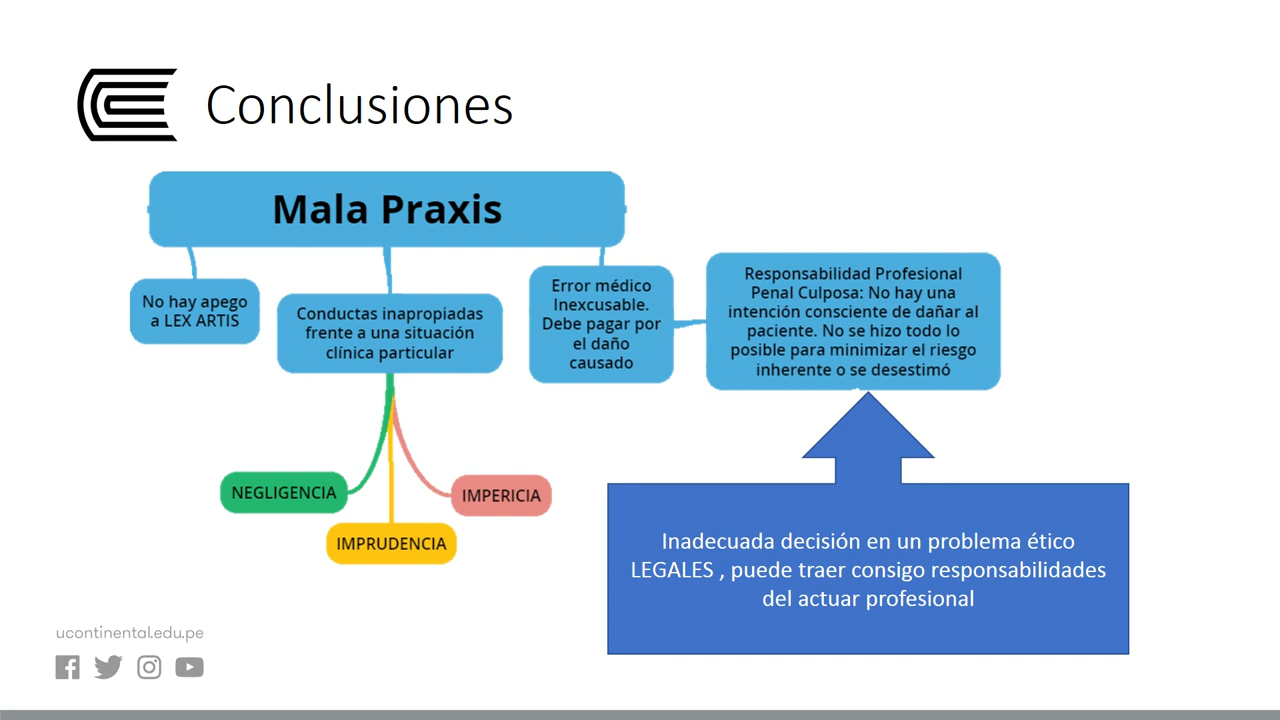 Conclusiones
Mala Praxis
No hay apego
a LEX ARTIS
Conductas inapropiadas
frente a una situación
clínica particular
Error médico
Inexcusable.
Debe pagar por
el daño
causado
Responsabilidad Profesional
Penal Culposa: No hay una
intención consciente de dañar al
paciente. No se hizo todo lo
posible para minimizar el riesgo
inherente o se desestimó
NEGLIGENCIA
IMPRUDENCIA
IMPERICIA
Inadecuada decisión en un problema ético
LEGALES , puede traer consigo responsabilidades
del actuar profesional
ucontinental.edu.pe